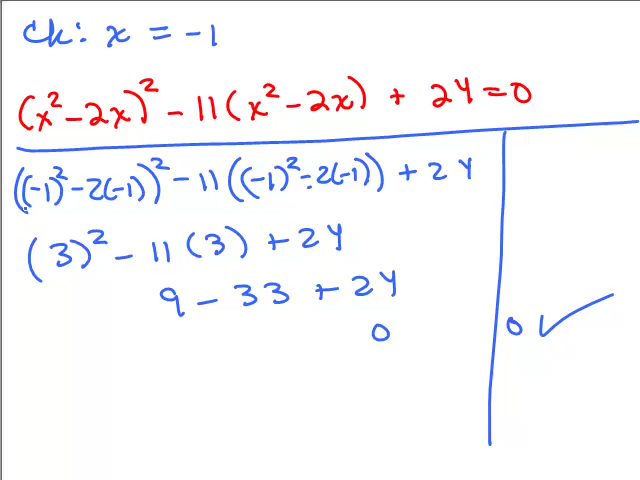 Ck: x = -1
(x² - 2x)² - 11(x² - 2x) + 24 = 0
((-1)² - 2(-1))² - 11((-1)² - 2(-1)) + 24
(3)² - 11(3) + 24
9 - 33 + 24
0 0 ✓